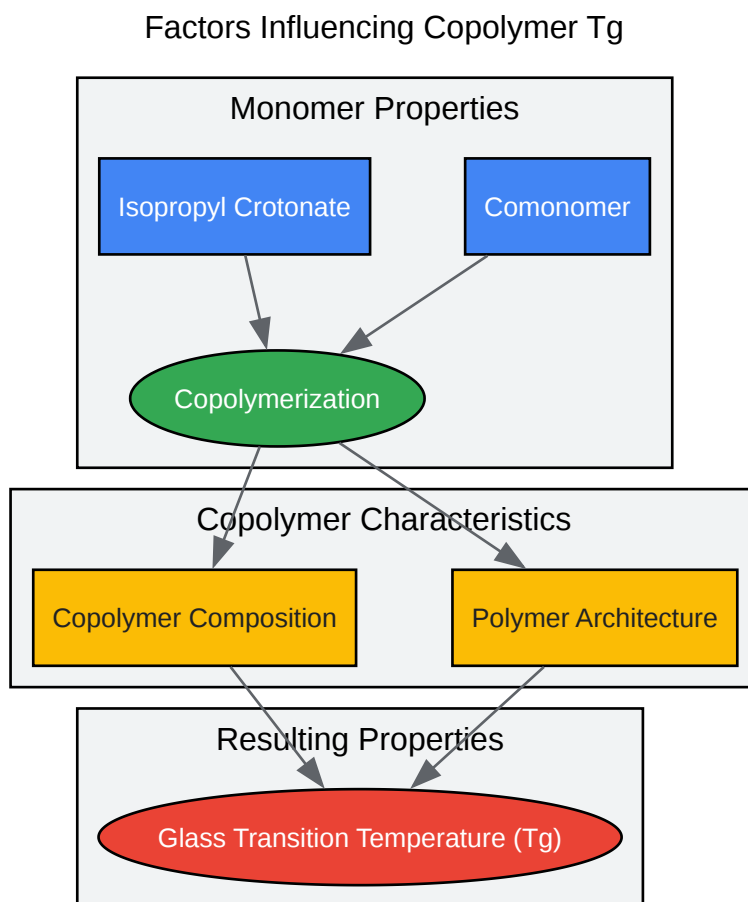 Factors Influencing Copolymer Tg
Monomer Properties
Isopropyl Crotonate
Comonomer
Copolymerization
Copolymer Characteristics
Copolymer Composition
Polymer Architecture
Resulting Properties
Glass Transition Temperature (Tg)